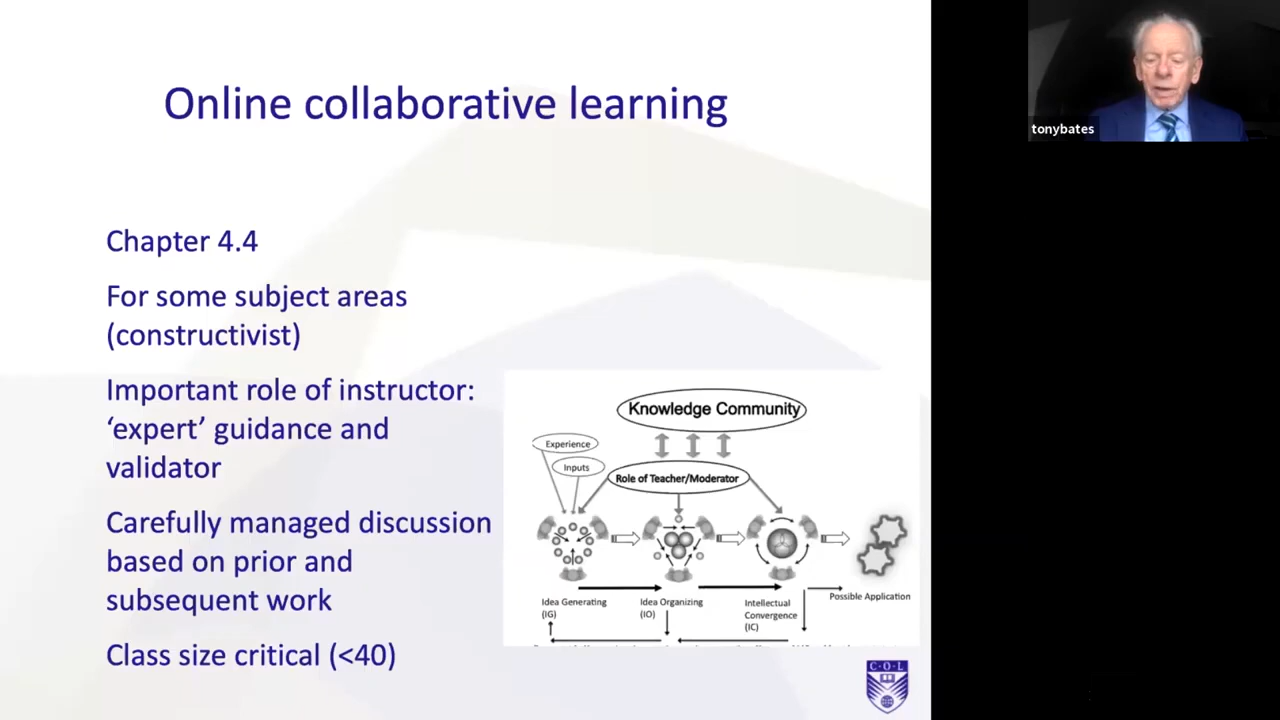 Online collaborative learning
tonybates
Chapter 4.4
For some subject areas
(constructivist)
Important role of instructor:
‘expert’ guidance and
validator
Carefully managed discussion
based on prior and
subsequent work
Class size critical (<40)
Knowledge Community
Experience
Inputs
Role of Teacher/Moderator
Idea Generating
(IG)
Idea Organizing
(IO)
Intellectual
Convergence
(IC)
Possible Application
C·O·L